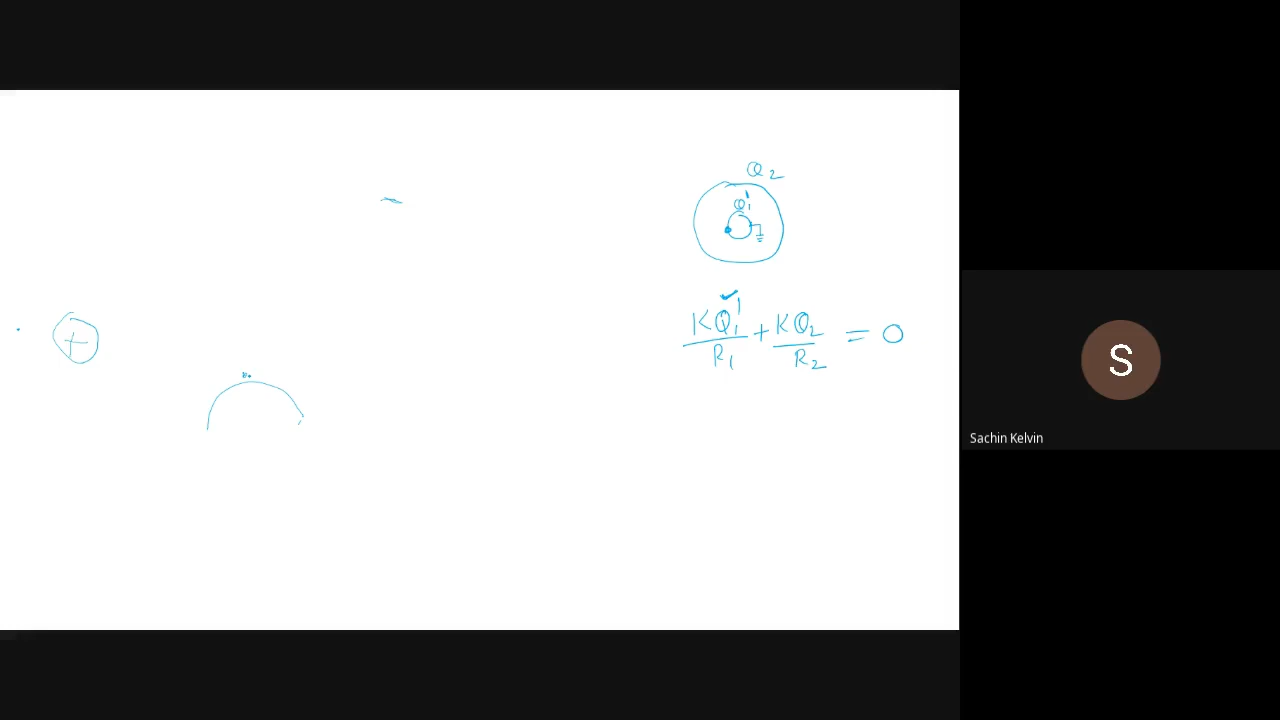 Q₂
Q₁'
KQ₁'/R₁ + KQ₂/R₂ = 0
+
S
Sachin Kelvin